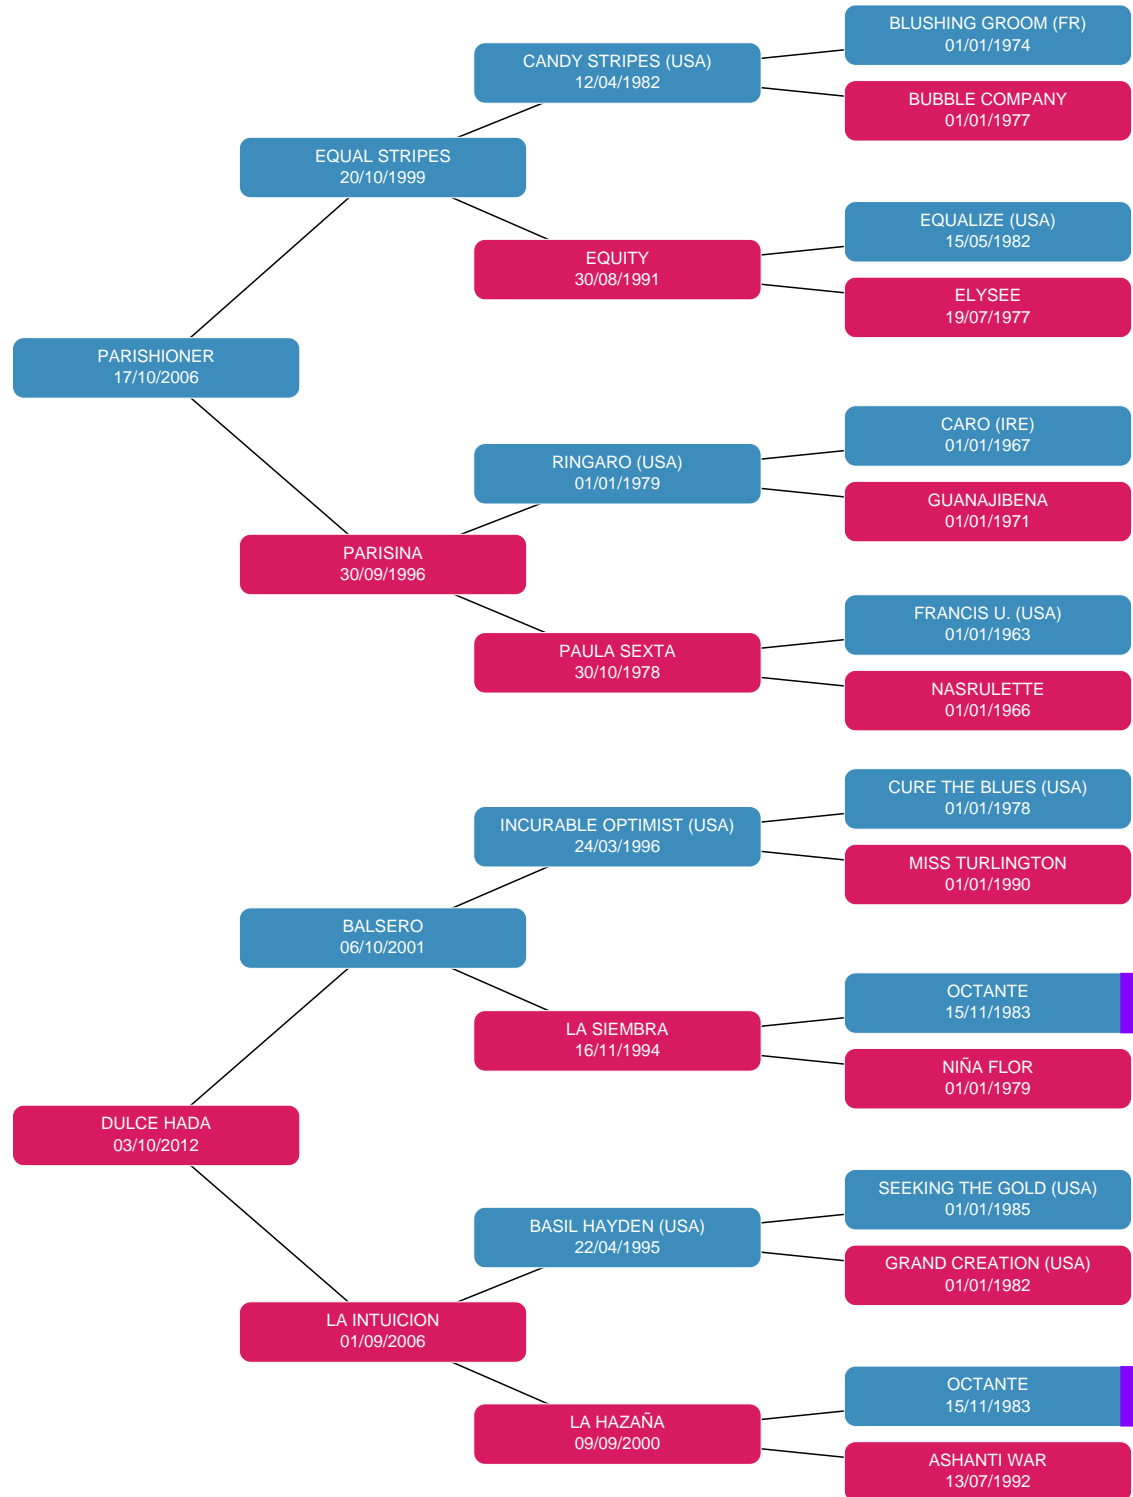 BLUSHING GROOM (FR)
01/01/1974
CANDY STRIPES (USA)
12/04/1982
BUBBLE COMPANY
01/01/1977
EQUAL STRIPES
20/10/1999
EQUALIZE (USA)
15/05/1982
EQUITY
30/08/1991
ELYSEE
19/07/1977
PARISHIONER
17/10/2006
CARO (IRE)
01/01/1967
RINGARO (USA)
01/01/1979
GUANAJIBENA
01/01/1971
PARISINA
30/09/1996
FRANCIS U. (USA)
01/01/1963
PAULA SEXTA
30/10/1978
NASRULETTE
01/01/1966
CURE THE BLUES (USA)
01/01/1978
INCURABLE OPTIMIST (USA)
24/03/1996
MISS TURLINGTON
01/01/1990
BALSERO
06/10/2001
OCTANTE
15/11/1983
LA SIEMBRA
16/11/1994
NIÑA FLOR
01/01/1979
DULCE HADA
03/10/2012
SEEKING THE GOLD (USA)
01/01/1985
BASIL HAYDEN (USA)
22/04/1995
GRAND CREATION (USA)
01/01/1982
LA INTUICION
01/09/2006
OCTANTE
15/11/1983
LA HAZAÑA
09/09/2000
ASHANTI WAR
13/07/1992